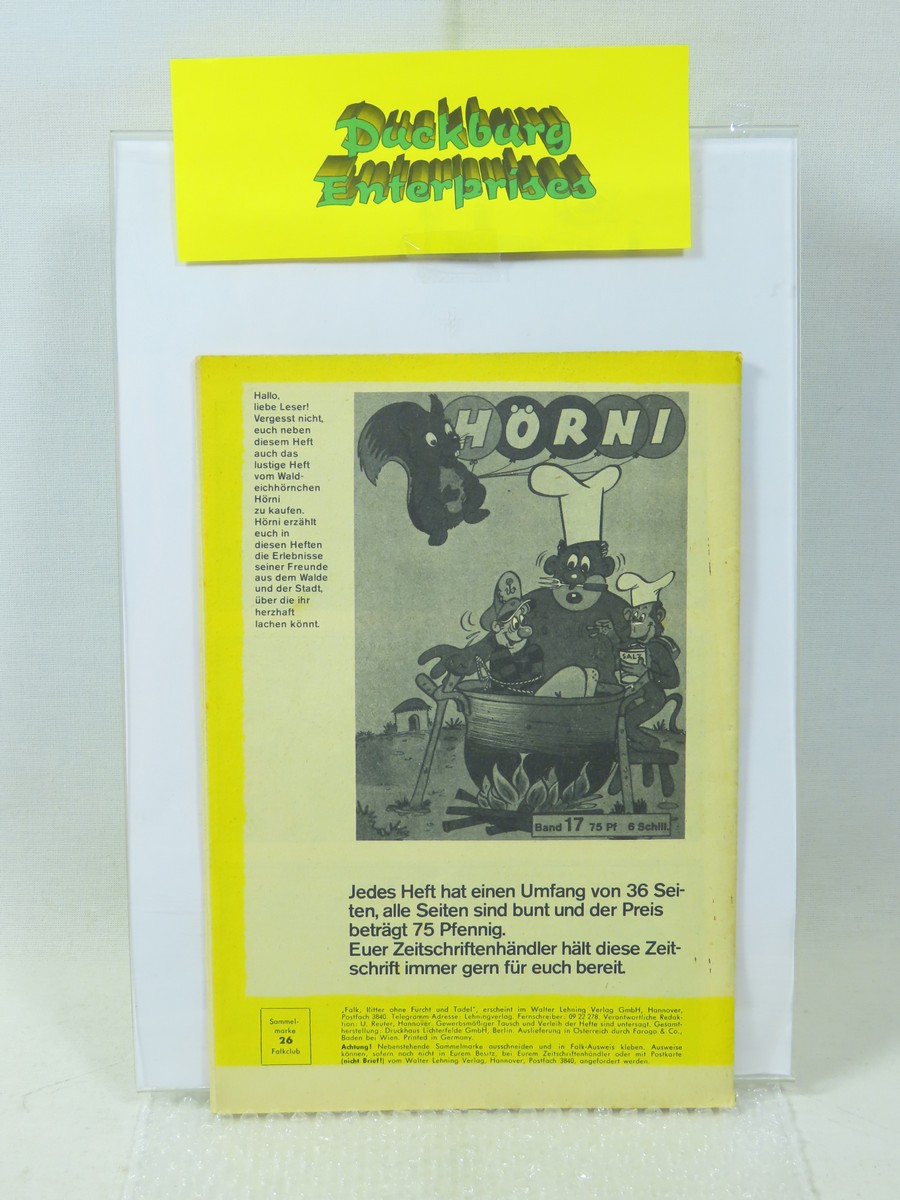 Duckburg
Enterprises
Hallo,
liebe Leser!
Vergesst nicht,
euch neben
diesem Heft
auch das
lustige Heft
vom Wald-
eichhörnchen
Hörni
zu kaufen.
Hörni erzählt
euch in
diesen Heften
die Erlebnisse
seiner Freunde
aus dem Walde
und der Stadt,
über die ihr
herzhaft
lachen könnt.
HÖRNI
SALZ
Band 17 75 Pf 6 Schill.
Jedes Heft hat einen Umfang von 36 Sei-
ten, alle Seiten sind bunt und der Preis
beträgt 75 Pfennig.
Euer Zeitschriftenhändler hält diese Zeit-
schrift immer gern für euch bereit.
Sammel-
marke
26
Falkclub
„Falk, Ritter ohne Furcht und Tadel", erscheint im Walter Lehning Verlag GmbH, Hannover,
Postfach 3840. Telegramm-Adresse: Lehningverlag. Fernschreiber: 09 22 278. Verantwortliche Redak-
tion: U. Reuter, Hannover. Gewerbsmäßiger Tausch und Verleih der Hefte sind untersagt. Gesamt-
herstellung: Druckhaus Lichterfelde GmbH, Berlin. Auslieferung in Österreich durch Farago & Co.,
Baden bei Wien. Printed in Germany.
Achtung! Nebenstehende Sammelmarke ausschneiden und in Falk-Ausweis kleben. Ausweise
können, sofern noch nicht in Eurem Besitz, bei Eurem Zeitschriftenhändler oder mit Postkarte
(nicht Brief!) vom Walter Lehning Verlag, Hannover, Postfach 3840, angefordert werden.